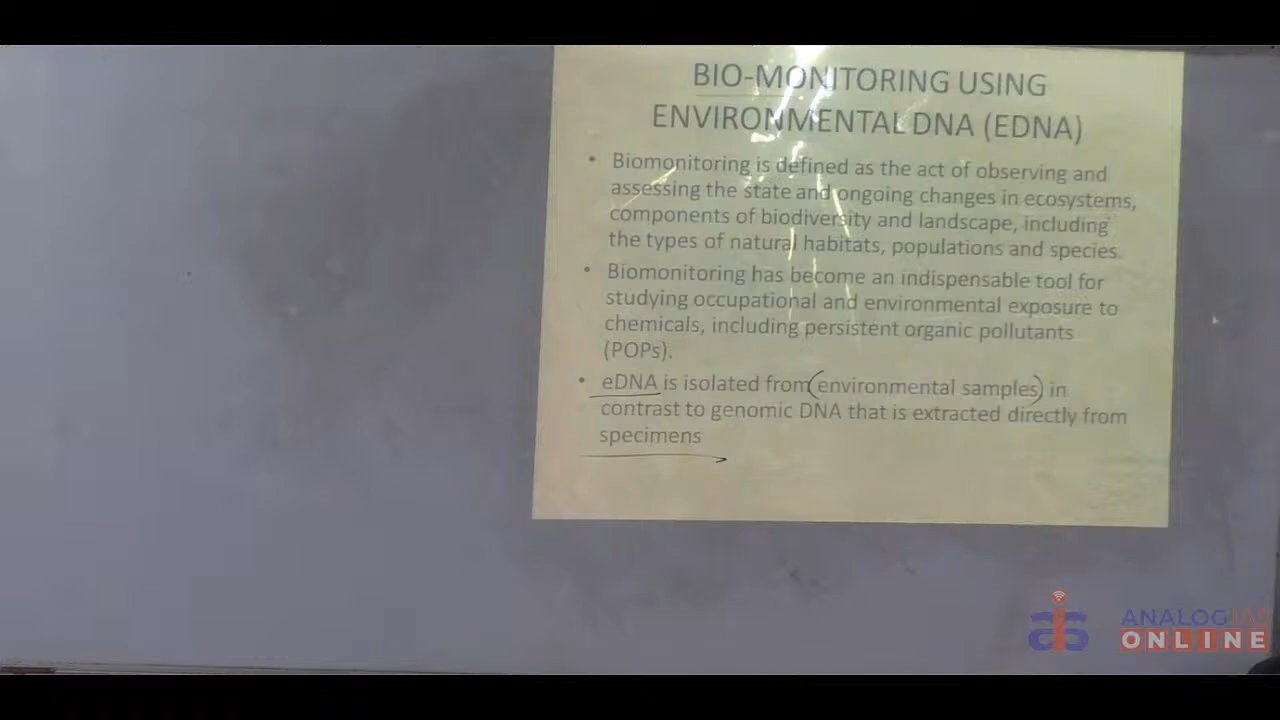 BIO-MONITORING USING
ENVIRONMENTAL DNA (EDNA)
• Biomonitoring is defined as the act of observing and
assessing the state and ongoing changes in ecosystems,
components of biodiversity and landscape, including
the types of natural habitats, populations and species.
• Biomonitoring has become an indispensable tool for
studying occupational and environmental exposure to
chemicals, including persistent organic pollutants
(POPs).
• eDNA is isolated from (environmental samples) in
contrast to genomic DNA that is extracted directly from
specimens
ais
ANALOG IAS
ONLINE